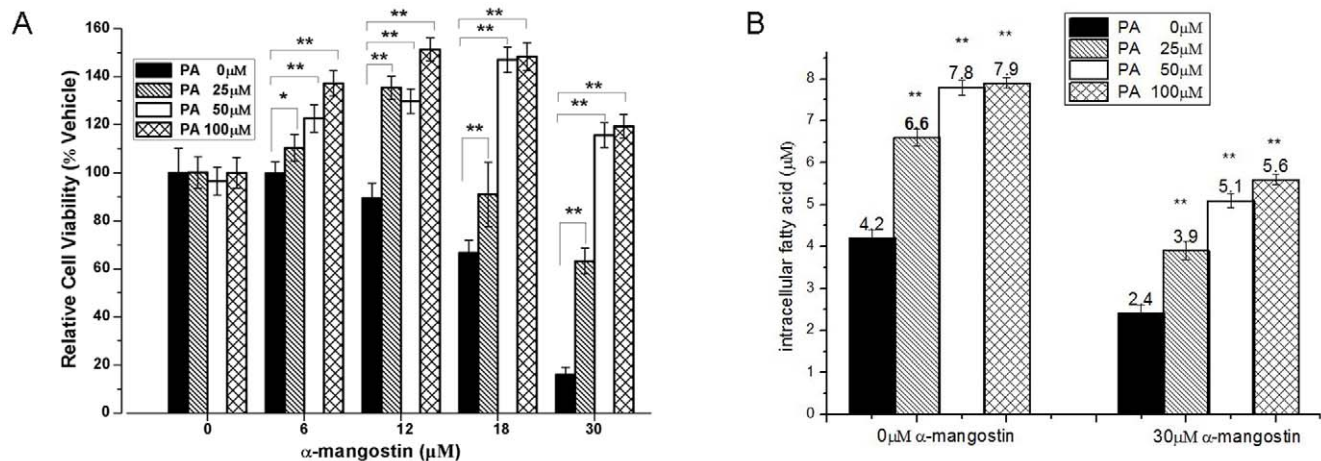 A
Relative Cell Viability (% Vehicle)
160
140
120
100
80
60
40
20
0
PA 0μM
PA 25μM
PA 50μM
PA 100μM
* ** **
** ** **
** ** **
** ** **
0 6 12 18 30
α-mangostin (μM)
B
intracellular fatty acid (μM)
8
7
6
5
4
3
2
1
0
PA 0μM
PA 25μM
PA 50μM
PA 100μM
** ** **
4.2 6.6 7.8 7.9
** ** **
2.4 3.9 5.1 5.6
0μM α-mangostin 30μM α-mangostin